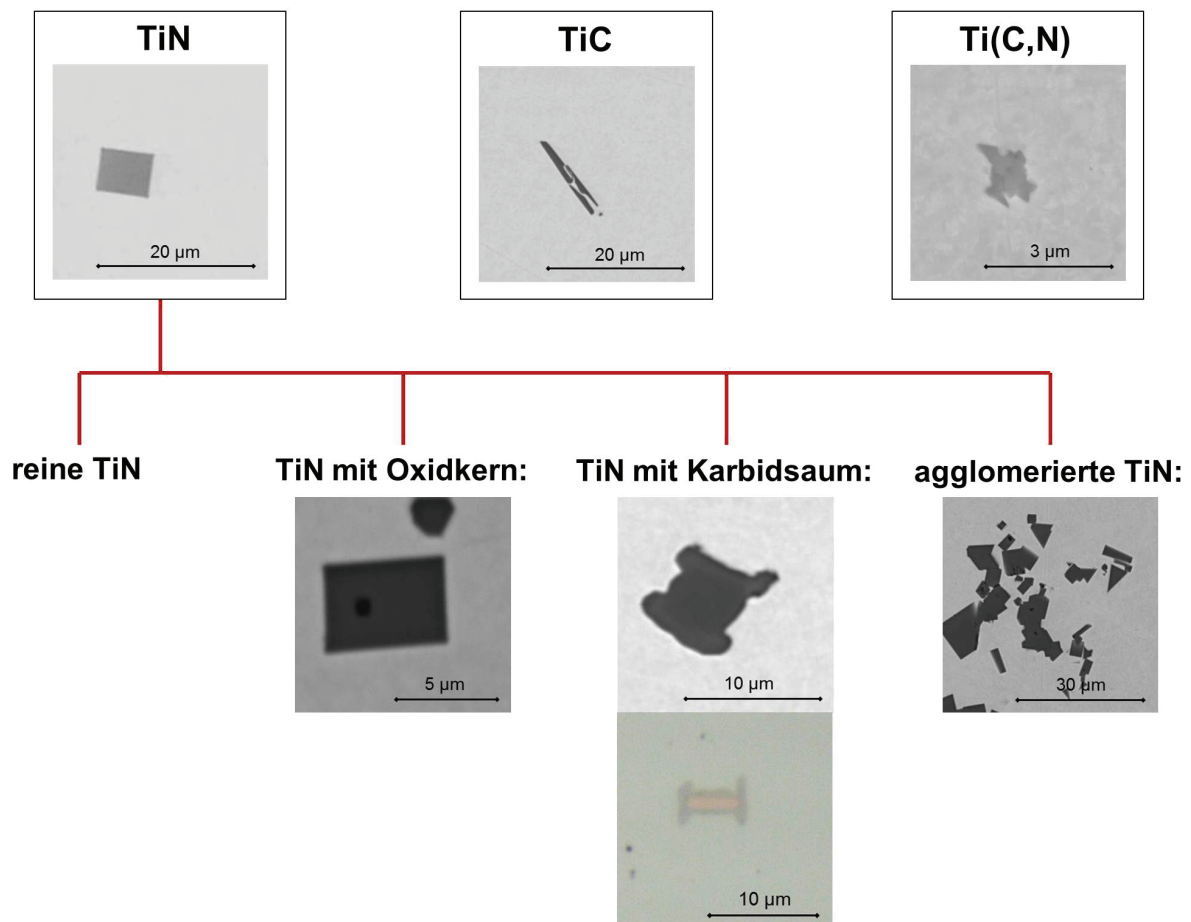 TiN
TiC
Ti(C,N)
20 µm
20 µm
3 µm
reine TiN
TiN mit Oxidkern:
TiN mit Karbidsaum:
agglomerierte TiN:
5 µm
10 µm
30 µm
10 µm